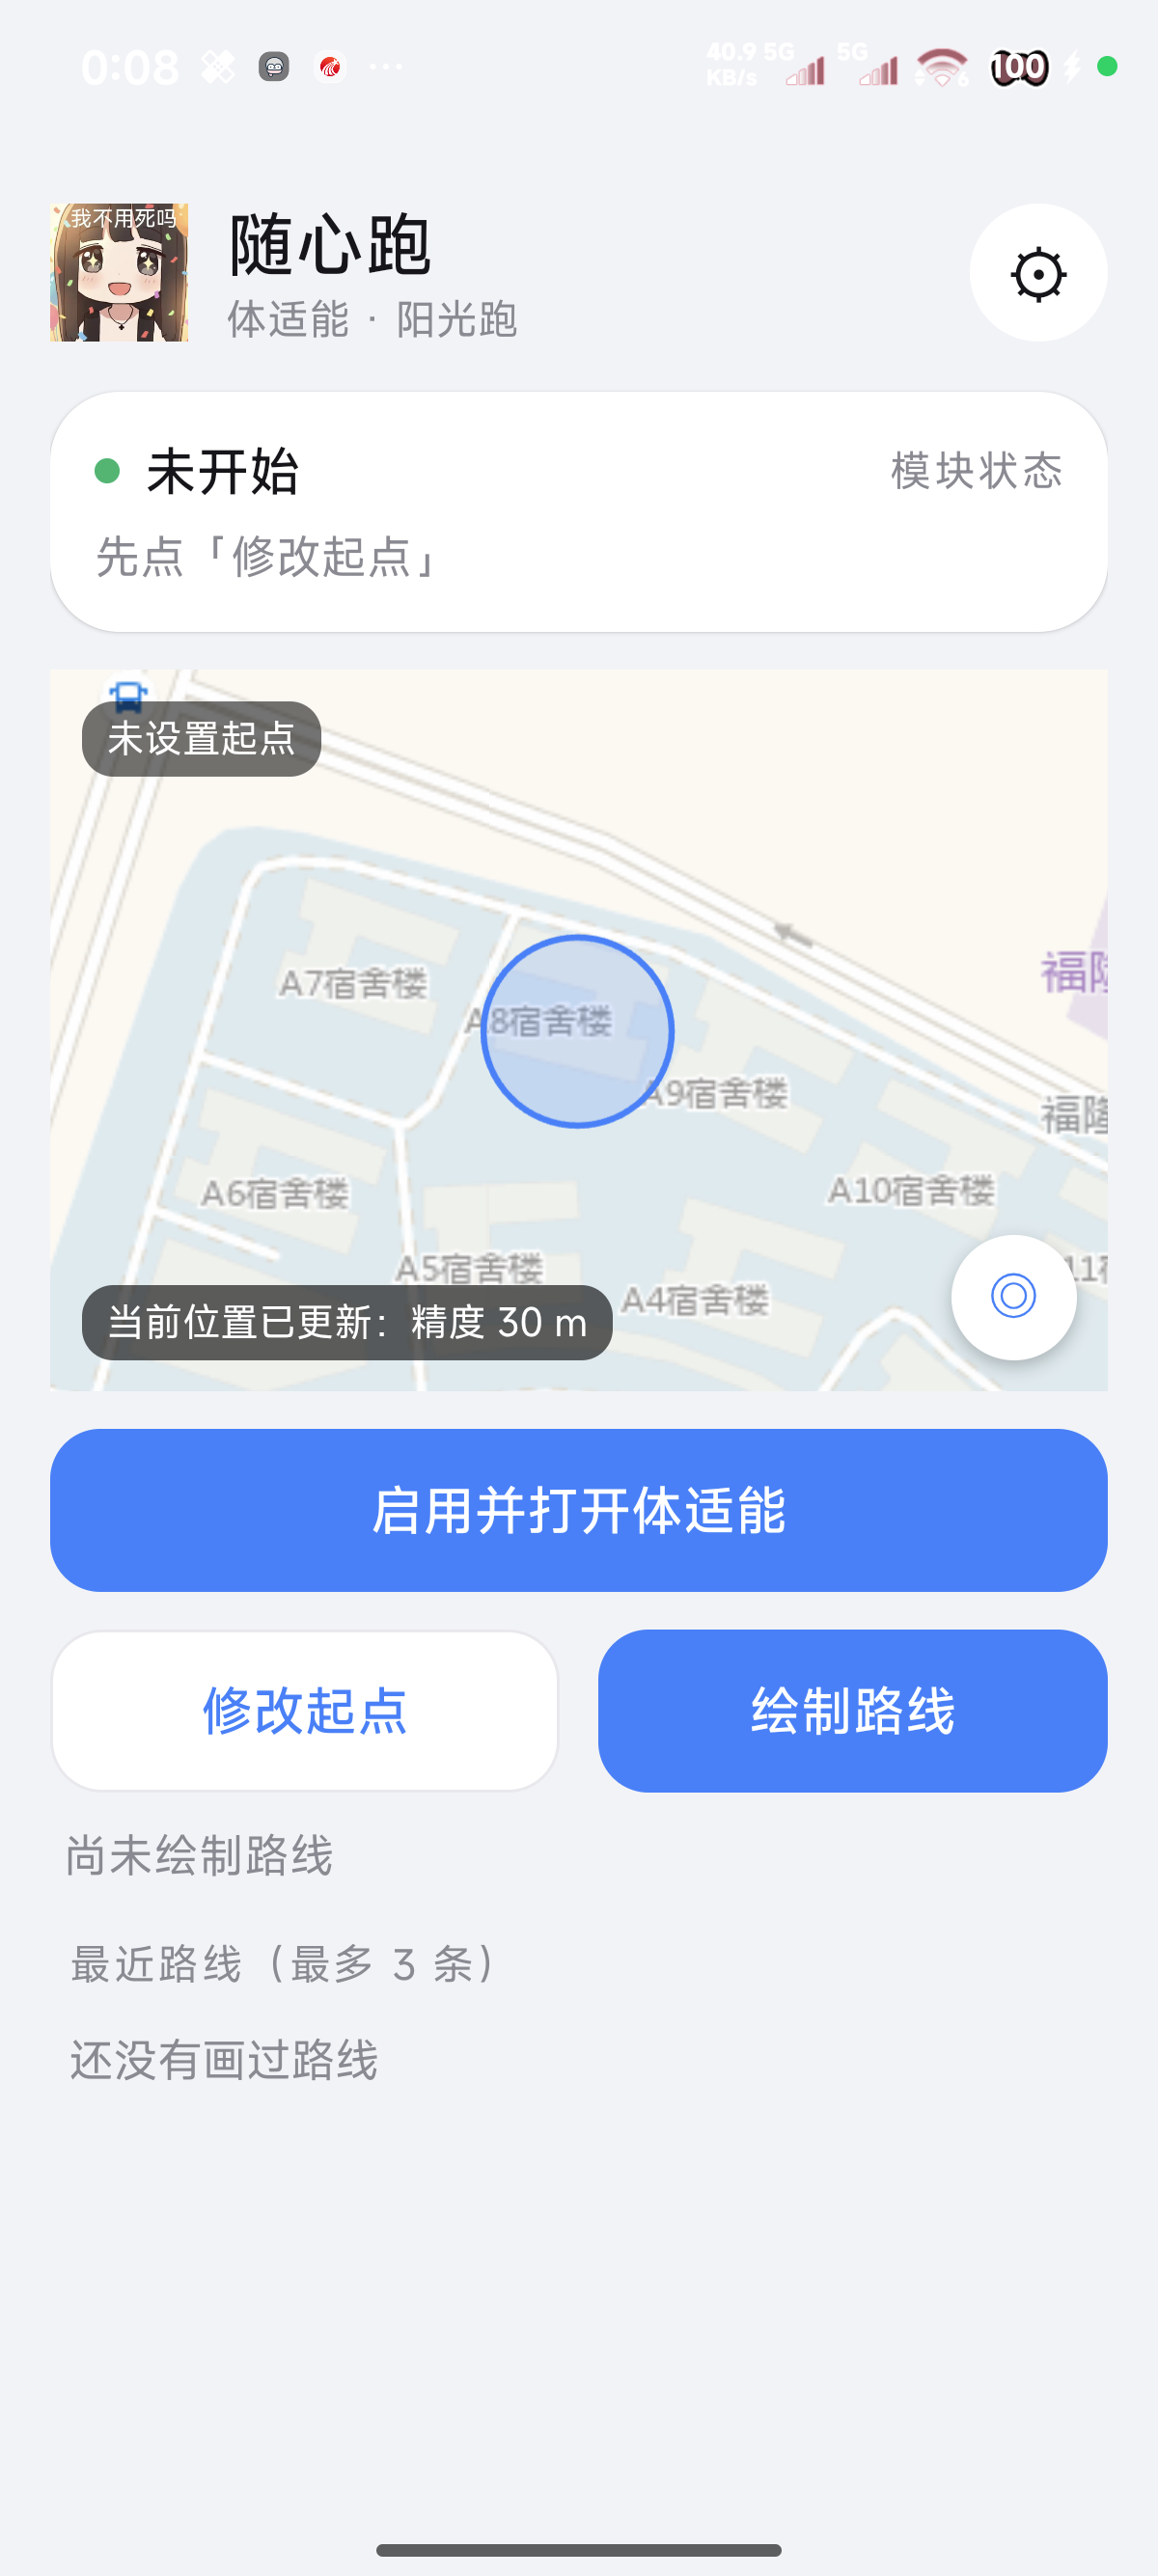 0:08
40.9 5G
KB/s
5G
6
100
我不用死吗
随心跑
体适能 · 阳光跑
未开始
模块状态
先点「修改起点」
未设置起点
A7宿舍楼
福隆
A8宿舍楼
A9宿舍楼
福隆
A6宿舍楼
A10宿舍楼
A5宿舍楼
A4宿舍楼
当前位置已更新：精度 30 m
启用并打开体适能
修改起点
绘制路线
尚未绘制路线
最近路线（最多 3 条）
还没有画过路线